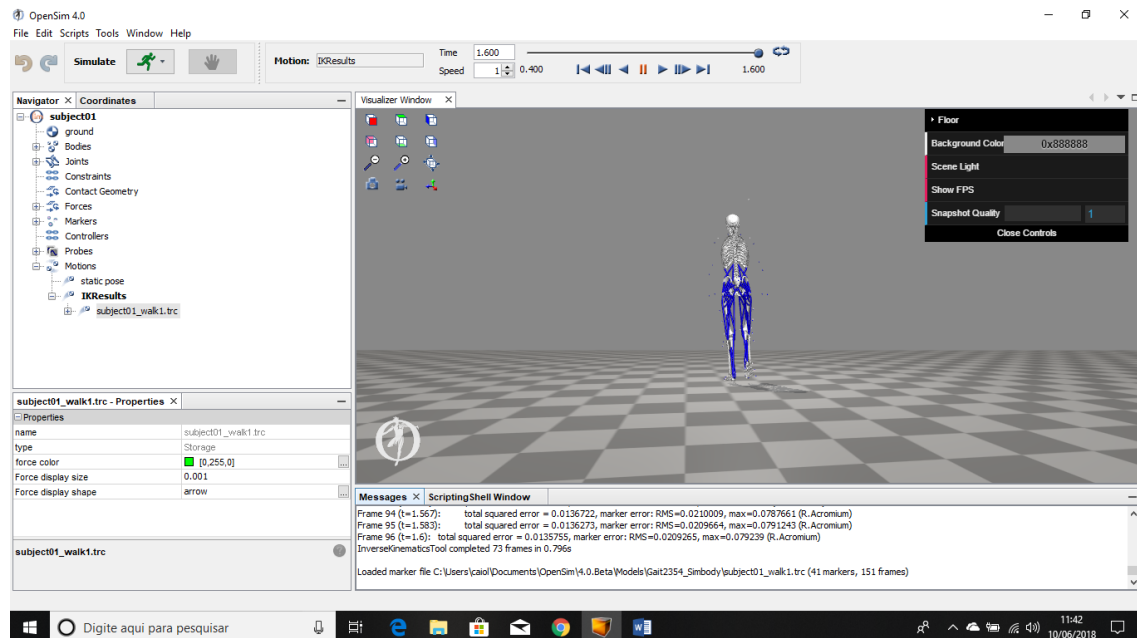 OpenSim 4.0
File Edit Scripts Tools Window Help
Simulate
Motion: IKResults
Time 1.600
Speed 1 0.400 1.600
Navigator × Coordinates
subject01
ground
Bodies
Joints
Constraints
Contact Geometry
Forces
Markers
Controllers
Probes
Motions
static pose
IKResults
subject01_walk1.trc
Visualizer Window ×
Floor
Background Color 0x888888
Scene Light
Show FPS
Snapshot Quality 1
Close Controls
subject01_walk1.trc - Properties ×
Properties
name subject01_walk1.trc
type Storage
force color [0,255,0] ...
Force display size 0.001
Force display shape arrow ...
subject01_walk1.trc
Messages × ScriptingShell Window
Frame 94 (t=1.567): total squared error = 0.0136722, marker error: RMS=0.0210009, max=0.0787661 (R.Acromium)
Frame 95 (t=1.583): total squared error = 0.0136273, marker error: RMS=0.0209664, max=0.0791243 (R.Acromium)
Frame 96 (t=1.6): total squared error = 0.0135755, marker error: RMS=0.0209265, max=0.079239 (R.Acromium)
InverseKinematicsTool completed 73 frames in 0.796s
Loaded marker file C:\Users\caiol\Documents\OpenSim\4.0.Beta\Models\Gait2354_Simbody\subject01_walk1.trc (41 markers, 151 frames)
Digite aqui para pesquisar
11:42
10/06/2018